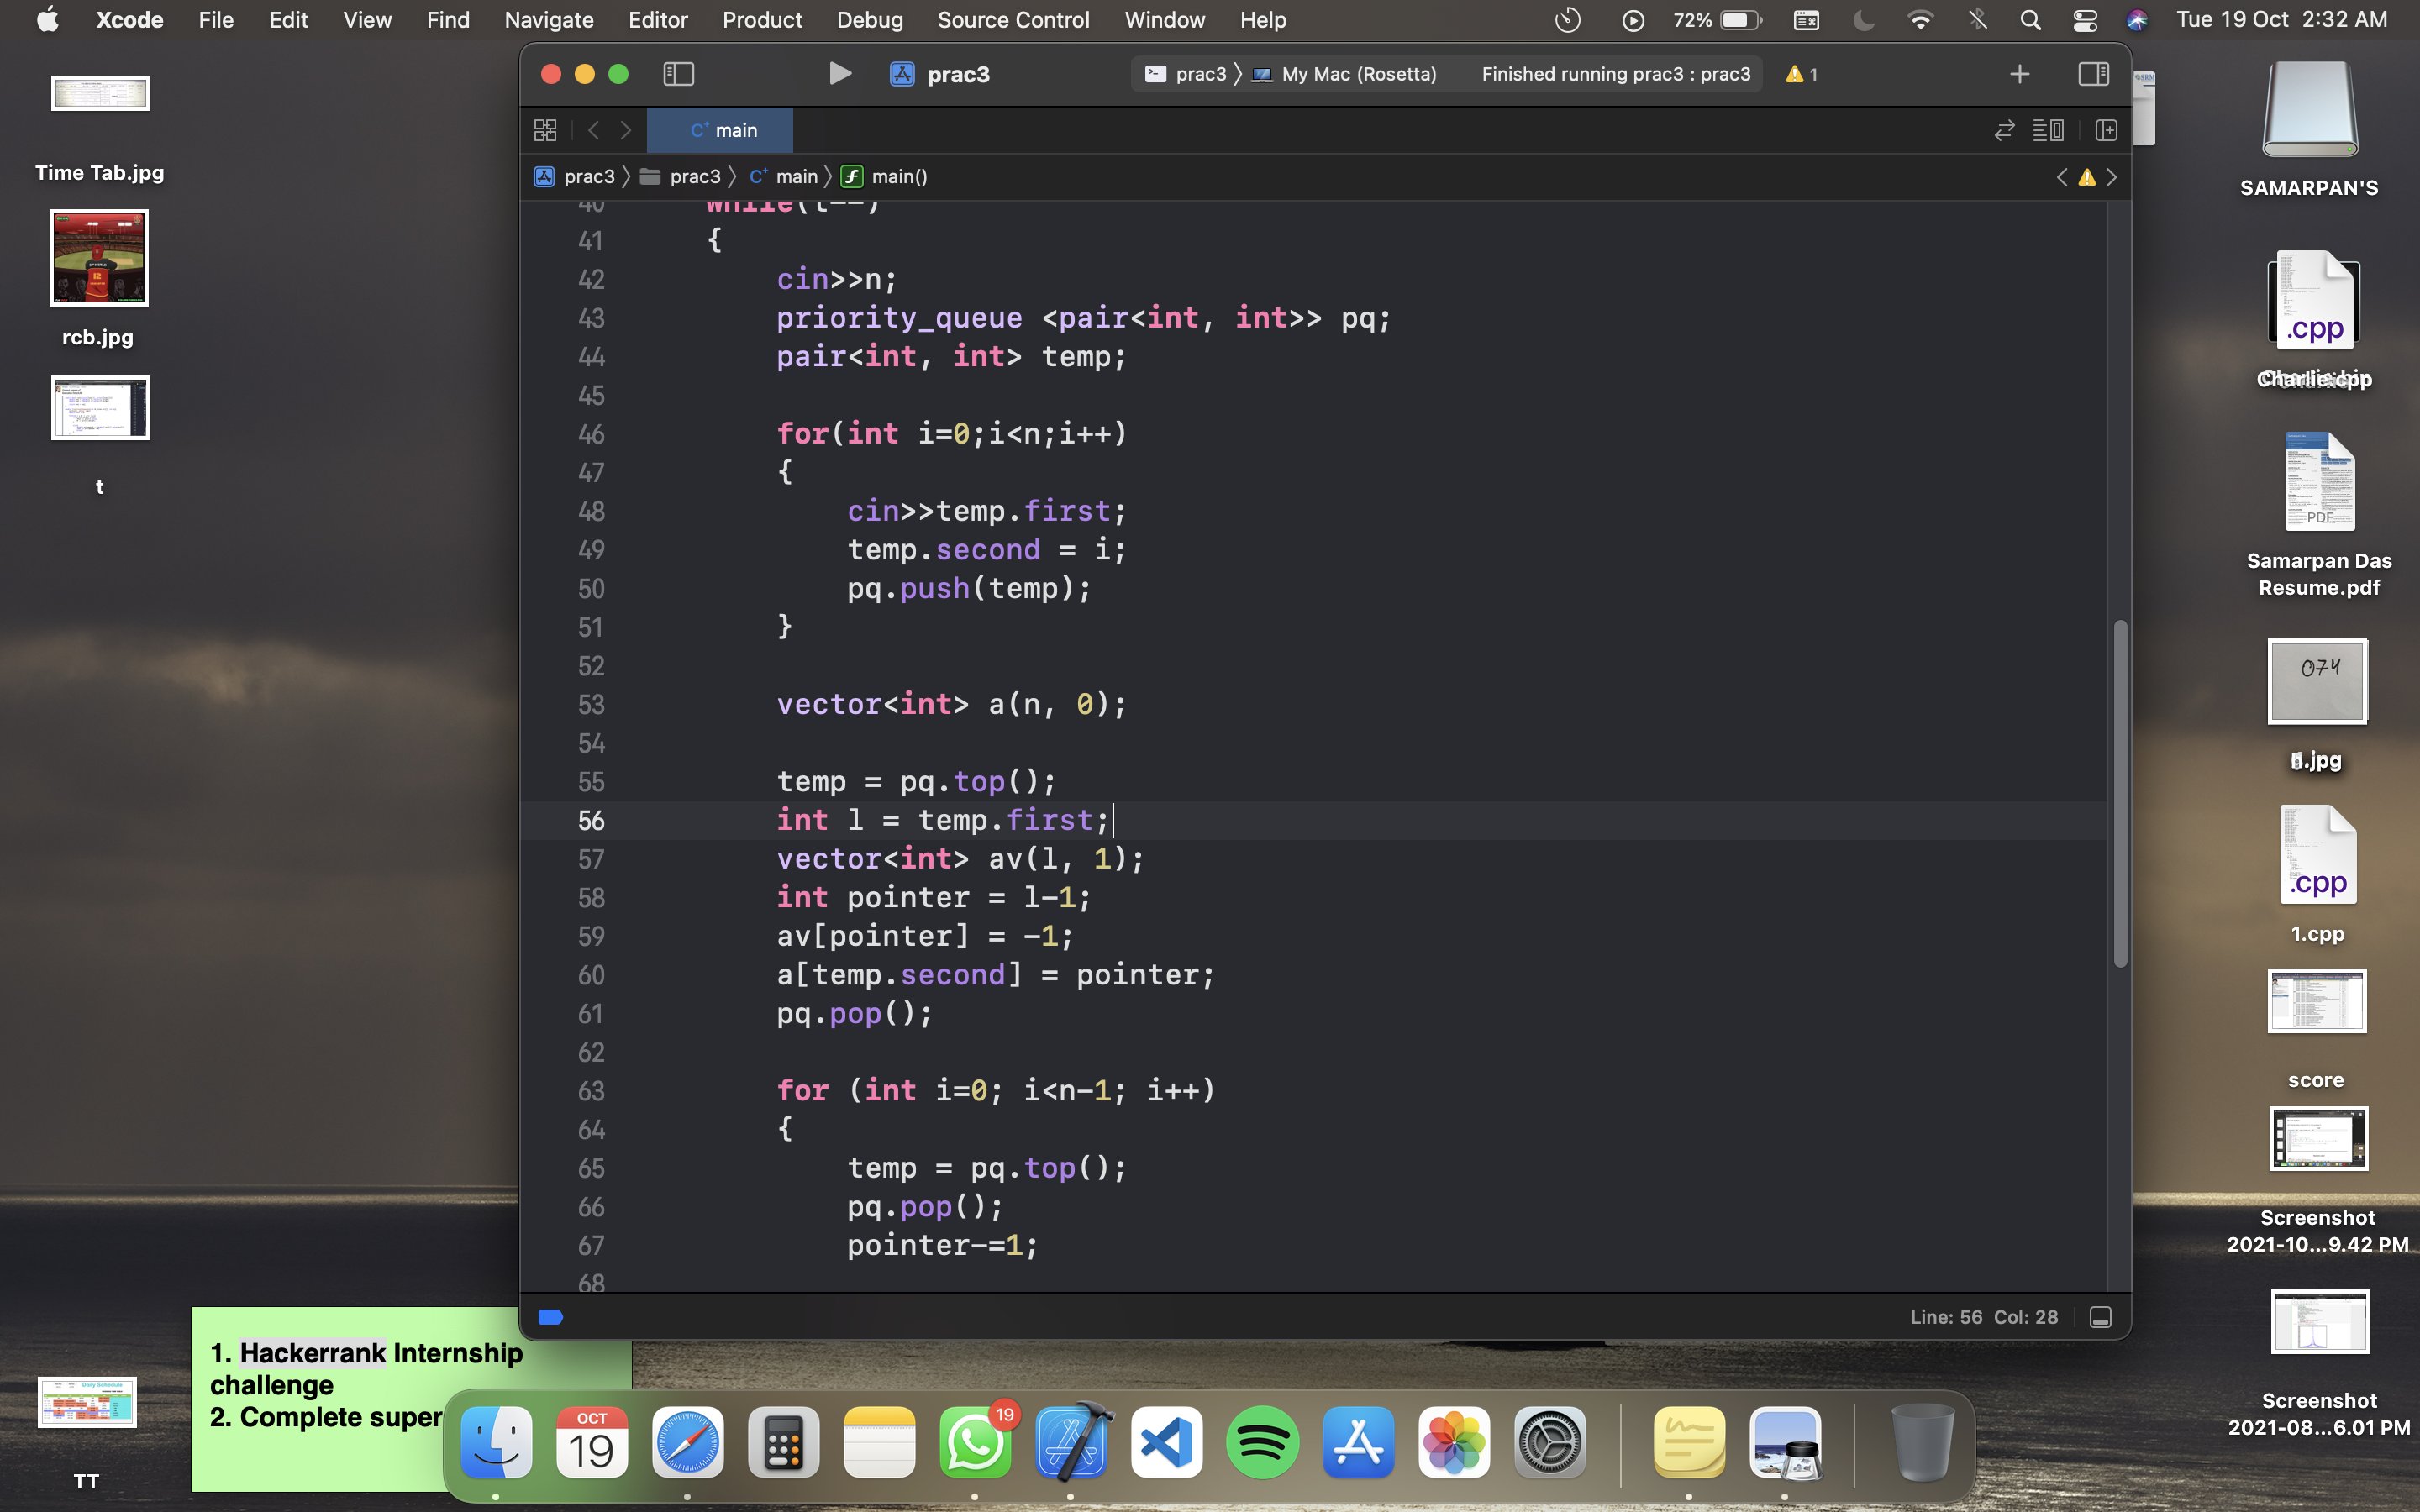 Xcode File Edit View Find Navigate Editor Product Debug Source Control Window Help 72% Tue 19 Oct 2:32 AM
prac3 prac3 〉 My Mac (Rosetta) Finished running prac3 : prac3 1
main
prac3 〉 prac3 〉 main 〉 main()
40 while(t--)
41 {
42 cin>>n;
43 priority_queue <pair<int, int>> pq;
44 pair<int, int> temp;
45
46 for(int i=0;i<n;i++)
47 {
48 cin>>temp.first;
49 temp.second = i;
50 pq.push(temp);
51 }
52
53 vector<int> a(n, 0);
54
55 temp = pq.top();
56 int l = temp.first;
57 vector<int> av(l, 1);
58 int pointer = l-1;
59 av[pointer] = -1;
60 a[temp.second] = pointer;
61 pq.pop();
62
63 for (int i=0; i<n-1; i++)
64 {
65 temp = pq.top();
66 pq.pop();
67 pointer-=1;
68
Line: 56 Col: 28
Time Tab.jpg
rcb.jpg
t
TT
1. Hackerrank Internship
challenge
2. Complete super
SAMARPAN'S
.cpp
PDF
Samarpan Das
Resume.pdf
074
.cpp
1.cpp
score
Screenshot
2021-10...9.42 PM
Screenshot
2021-08...6.01 PM
OCT
19
19